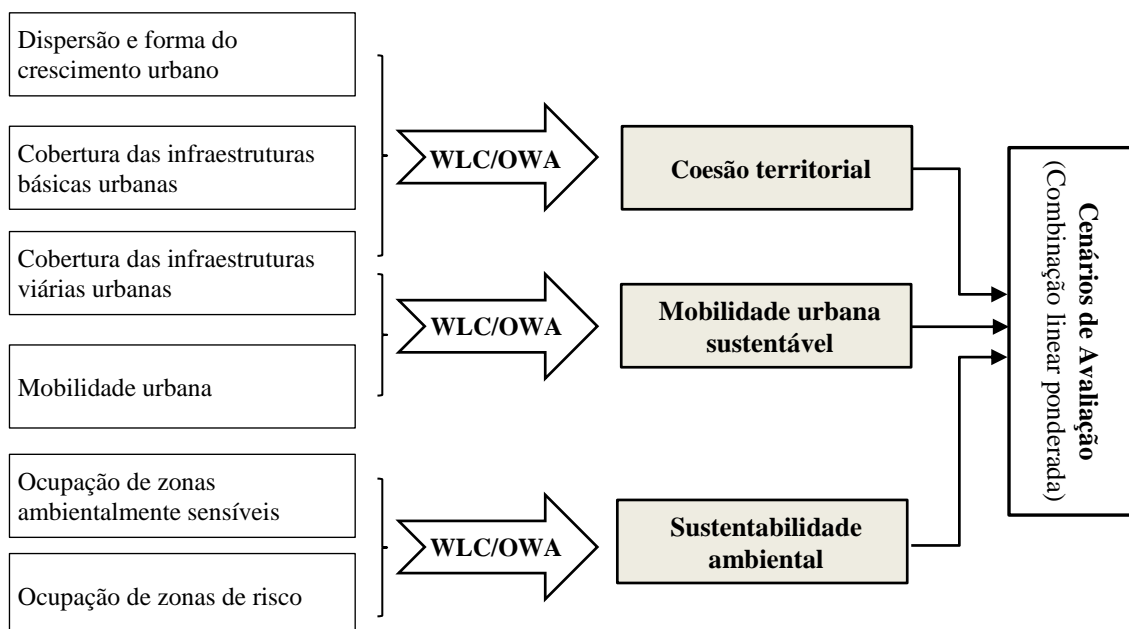 Dispersão e forma do
crescimento urbano
Cobertura das infraestruturas
básicas urbanas
Cobertura das infraestruturas
viárias urbanas
Mobilidade urbana
Ocupação de zonas
ambientalmente sensíveis
Ocupação de zonas de risco
WLC/OWA
WLC/OWA
WLC/OWA
Coesão territorial
Mobilidade urbana
sustentável
Sustentabilidade
ambiental
Cenários de Avaliação
(Combinação linear ponderada)